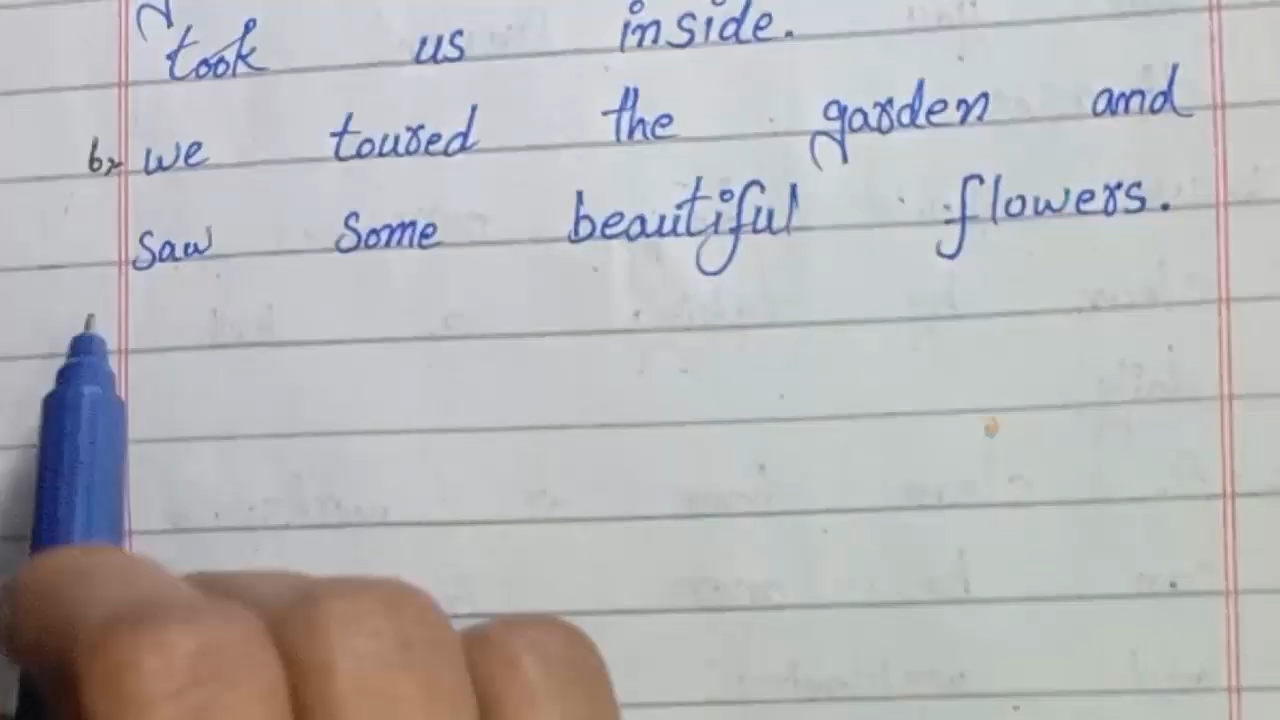 took us inside.
6, we toured the garden and
saw some beautiful flowers.